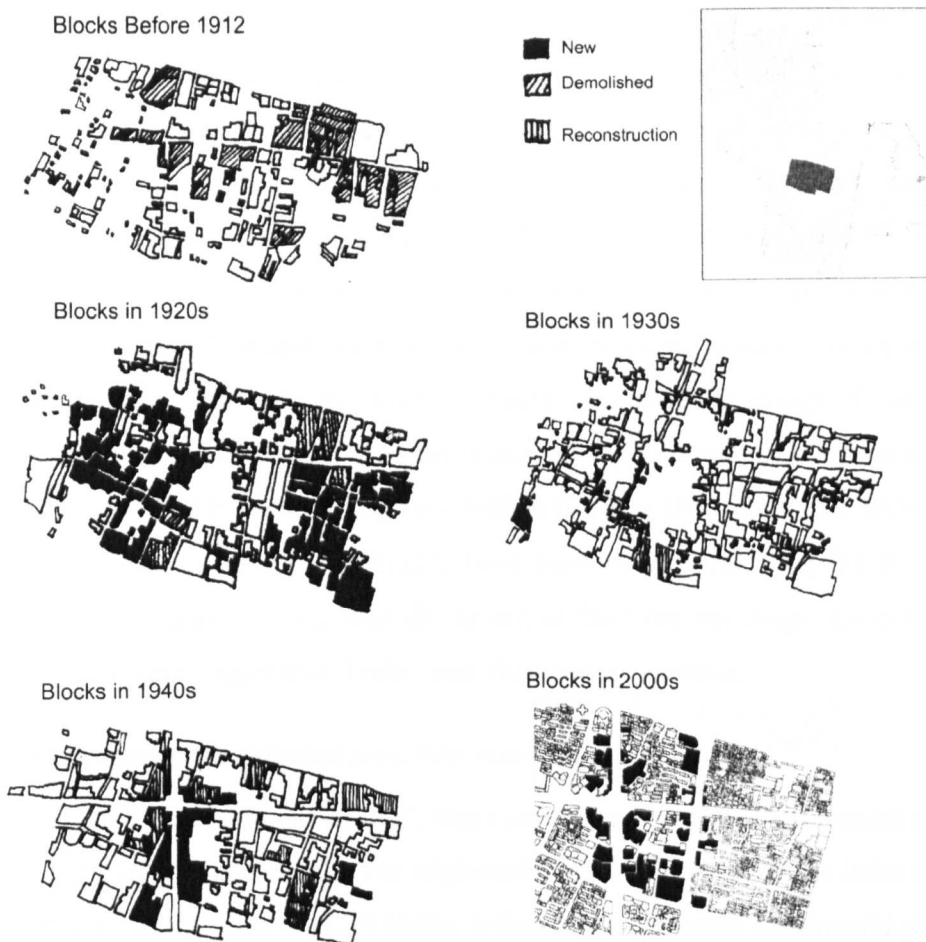 Blocks Before 1912
New
Demolished
Reconstruction
Blocks in 1920s
Blocks in 1930s
Blocks in 1940s
Blocks in 2000s